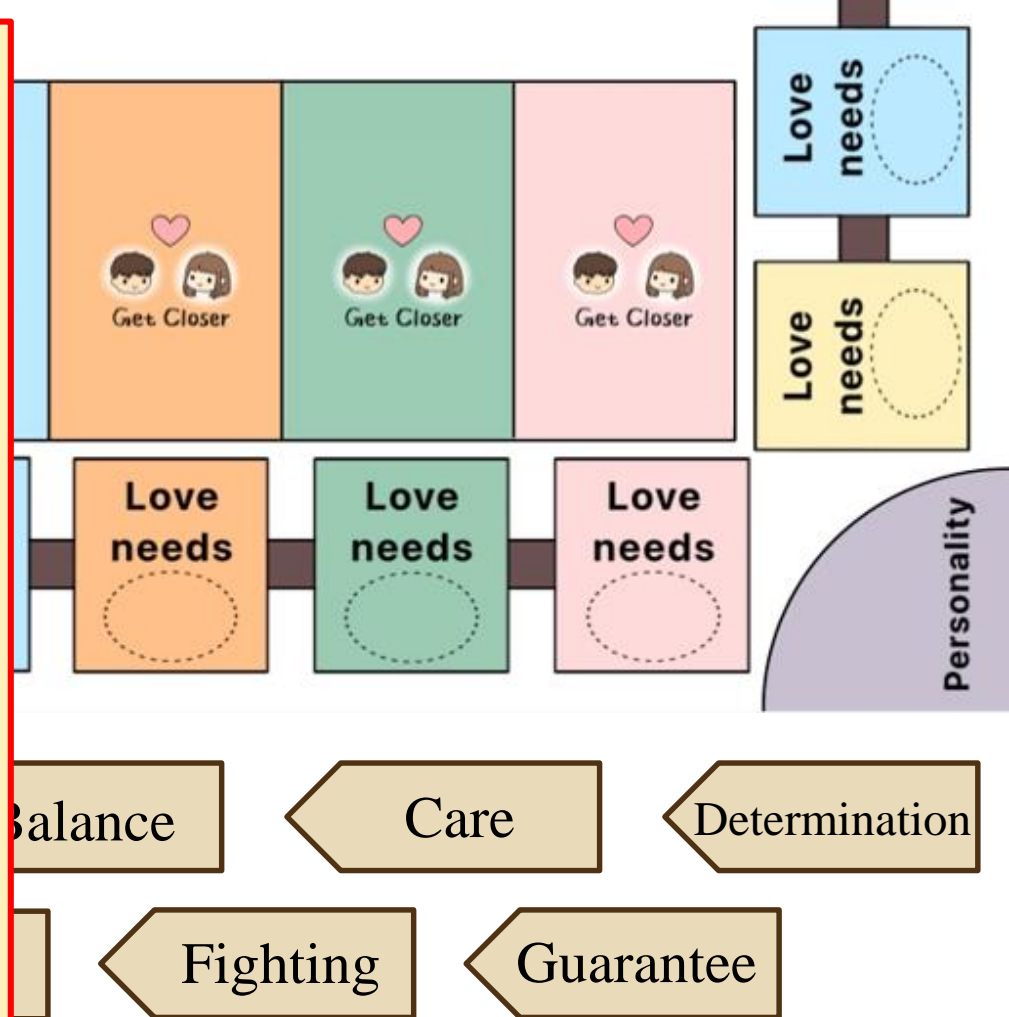 Love
needs
Get Closer
Get Closer
Get Closer
Love
needs
Love
needs
Love
needs
Love
needs
Personality
Balance
Care
Determination
Fighting
Guarantee